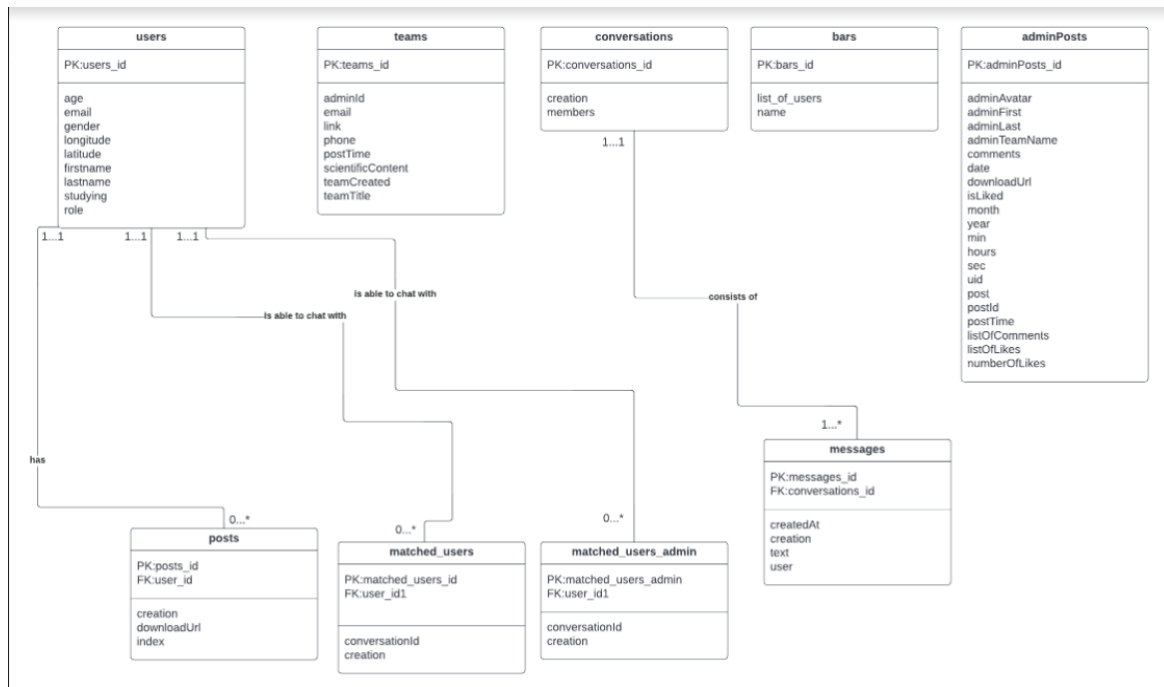 users
PK:users_id
age
email
gender
longitude
latitude
firstname
lastname
studying
role
teams
PK:teams_id
adminId
email
link
phone
postTime
scientificContent
teamCreated
teamTitle
conversations
PK:conversations_id
creation
members
bars
PK:bars_id
list_of_users
name
adminPosts
PK:adminPosts_id
adminAvatar
adminFirst
adminLast
adminTeamName
comments
date
downloadUrl
isLiked
month
year
min
hours
sec
uid
post
postId
postTime
listOfComments
listOfLikes
numberOfLikes
1...1
1...1
1...1
1...1
is able to chat with
is able to chat with
consists of
has
0...*
0...*
0...*
1...*
posts
PK:posts_id
FK:user_id
creation
downloadUrl
index
matched_users
PK:matched_users_id
FK:user_id1
conversationId
creation
matched_users_admin
PK:matched_users_admin
FK:user_id1
conversationId
creation
messages
PK:messages_id
FK:conversations_id
createdAt
creation
text
user